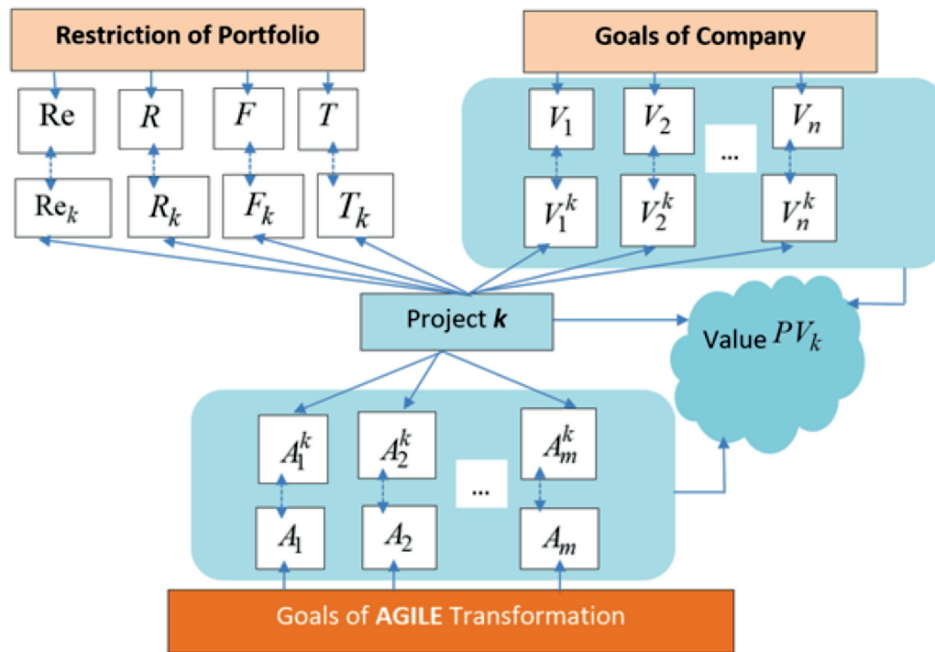 Restriction of Portfolio
Goals of Company
Re R F T
V₁ V₂ ... Vₙ
Reₖ Rₖ Fₖ Tₖ
V₁ᵏ V₂ᵏ Vₙᵏ
Project k
Value PVₖ
A₁ᵏ A₂ᵏ ... Aₘᵏ
A₁ A₂ Aₘ
Goals of AGILE Transformation